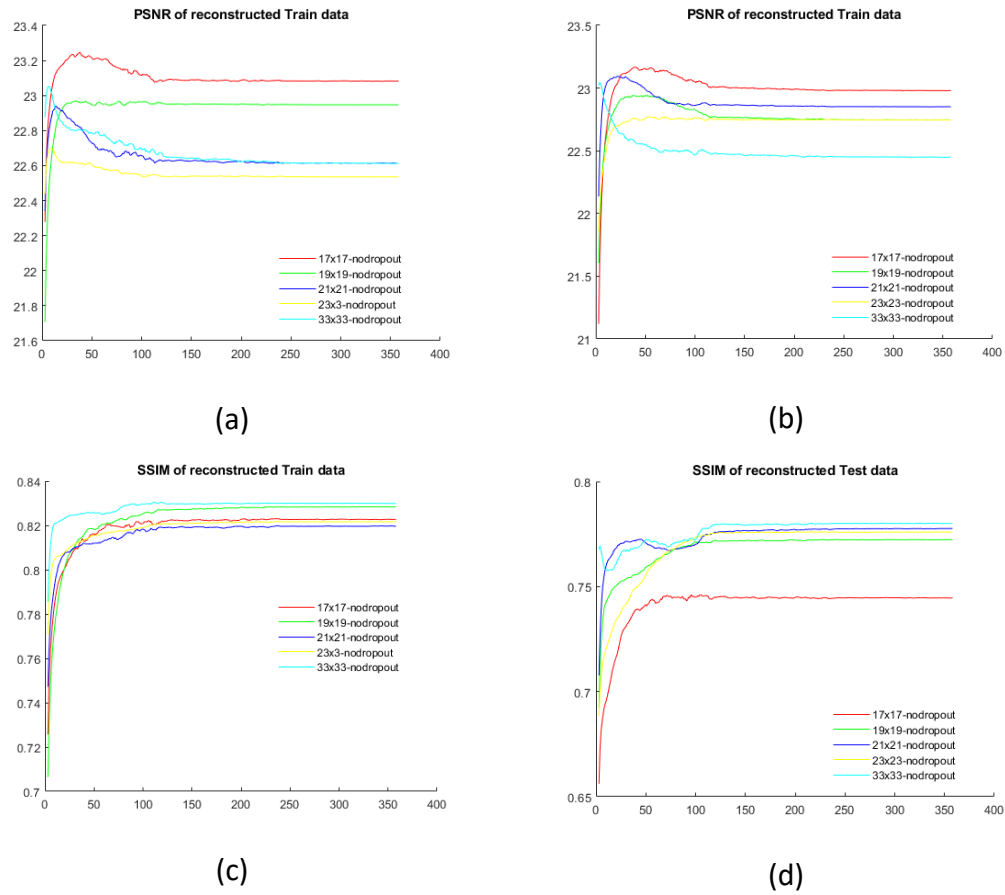 PSNR of reconstructed Train data
23.4
23.2
23
22.8
22.6
22.4
22.2
22
21.8
21.6
0 50 100 150 200 250 300 350 400
17x17-nodropout
19x19-nodropout
21x21-nodropout
23x3-nodropout
33x33-nodropout
(a)
PSNR of reconstructed Train data
23.5
23
22.5
22
21.5
21
0 50 100 150 200 250 300 350 400
17x17-nodropout
19x19-nodropout
21x21-nodropout
23x23-nodropout
33x33-nodropout
(b)
SSIM of reconstructed Train data
0.84
0.82
0.8
0.78
0.76
0.74
0.72
0.7
0 50 100 150 200 250 300 350 400
17x17-nodropout
19x19-nodropout
21x21-nodropout
23x3-nodropout
33x33-nodropout
(c)
SSIM of reconstructed Test data
0.8
0.75
0.7
0.65
0 50 100 150 200 250 300 350 400
17x17-nodropout
19x19-nodropout
21x21-nodropout
23x23-nodropout
33x33-nodropout
(d)